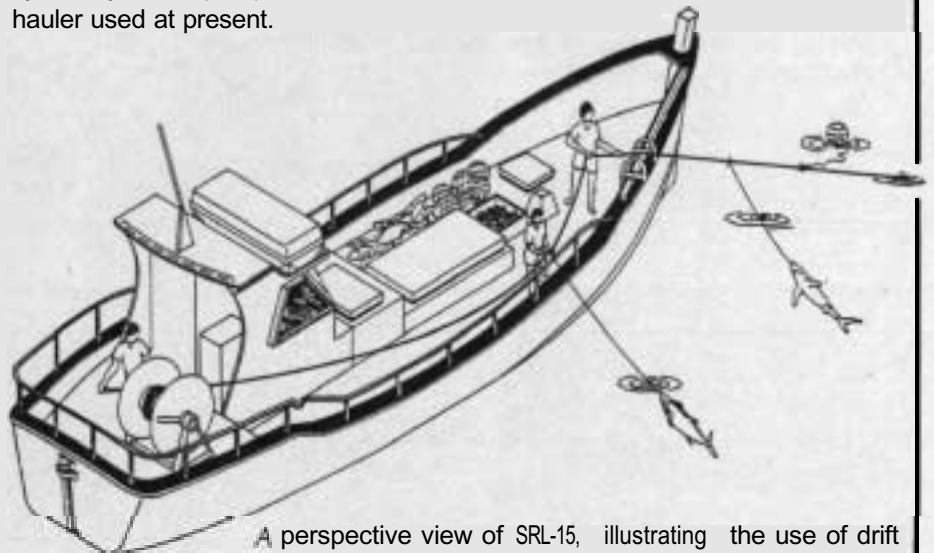 hauler used at present.
A perspective view of SRL-15, illustrating the use of drift